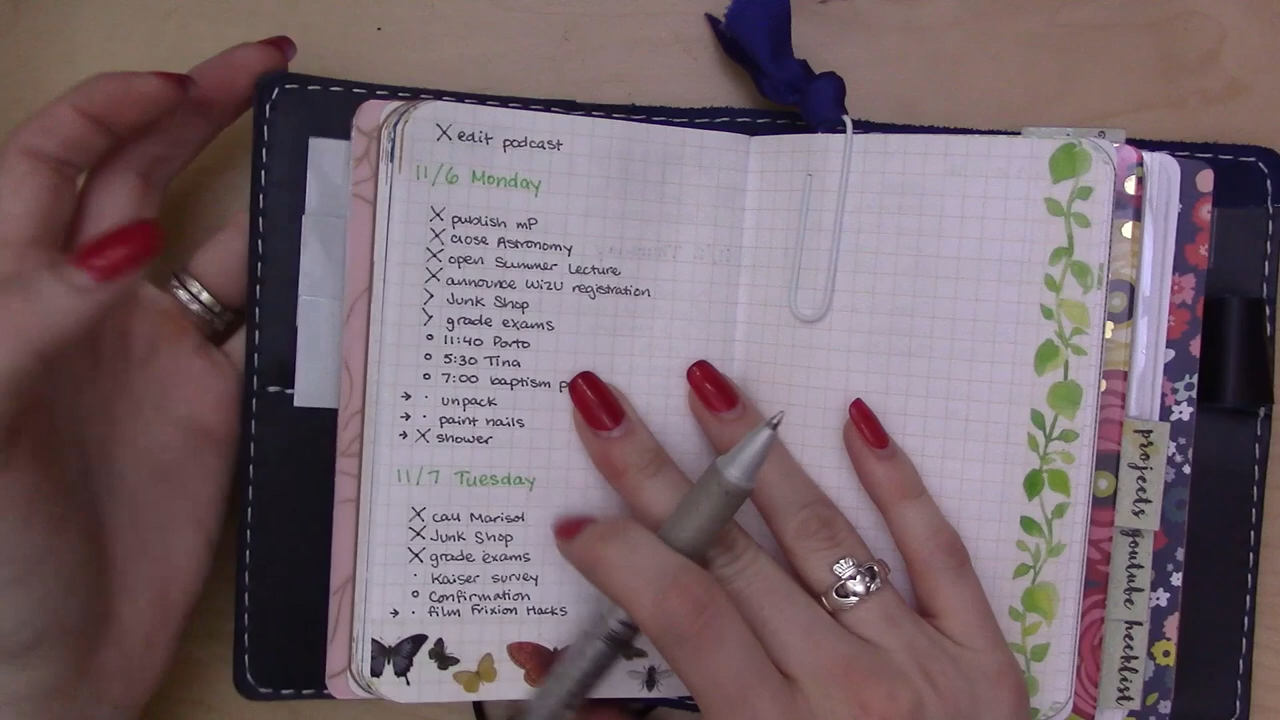 X edit podcast
11/6 Monday
X publish mP
X close Astronomy
X open Summer Lecture
X announce WizU registration
> Junk Shop
> grade exams
o 11:40 Porto
o 5:30 Tina
o 7:00 baptism
→ · unpack
→ · paint nails
→ X shower
11/7 Tuesday
X call Marisol
X Junk Shop
X grade exams
· Kaiser survey
o Confirmation
→ · film Frixion Hacks
projects
youtube
hecklist